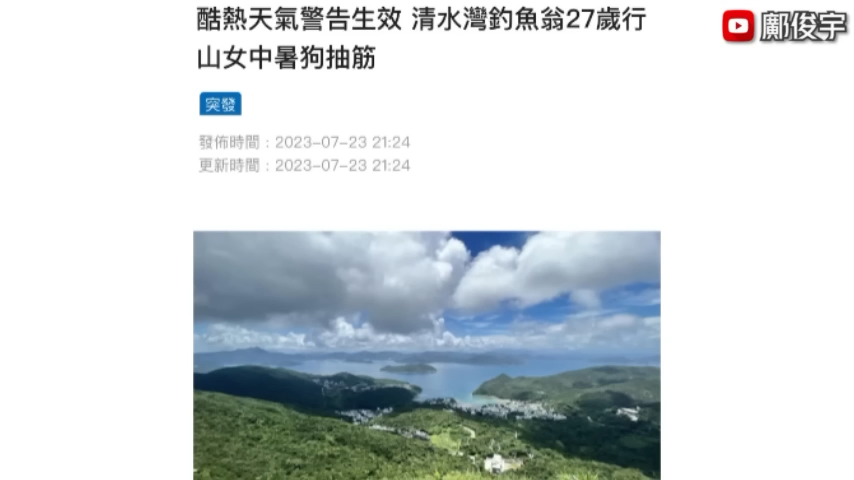 酷熱天氣警告生效 清水灣釣魚翁27歲行
山女中暑狗抽筋
鄺俊宇
突發
發佈時間：2023-07-23 21:24
更新時間：2023-07-23 21:24